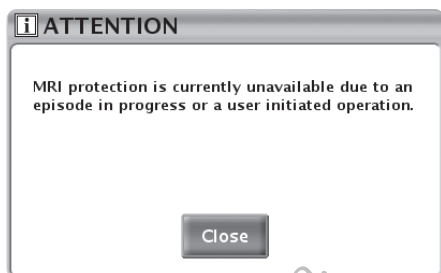 i ATTENTION
MRI protection is currently unavailable due to an
episode in progress or a user initiated operation.
Close